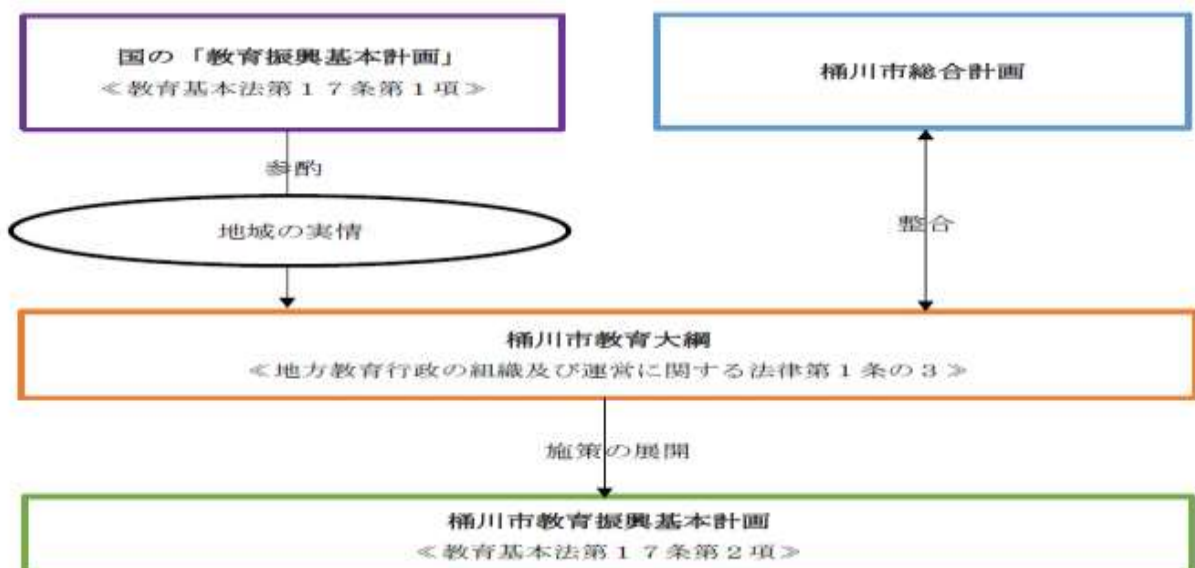 国の「教育振興基本計画」
≪教育基本法第１７条第１項≫
桶川市総合計画
参酌
地域の実情
整合
桶川市教育大綱
≪地方教育行政の組織及び運営に関する法律第１条の３≫
施策の展開
桶川市教育振興基本計画
≪教育基本法第１７条第２項≫